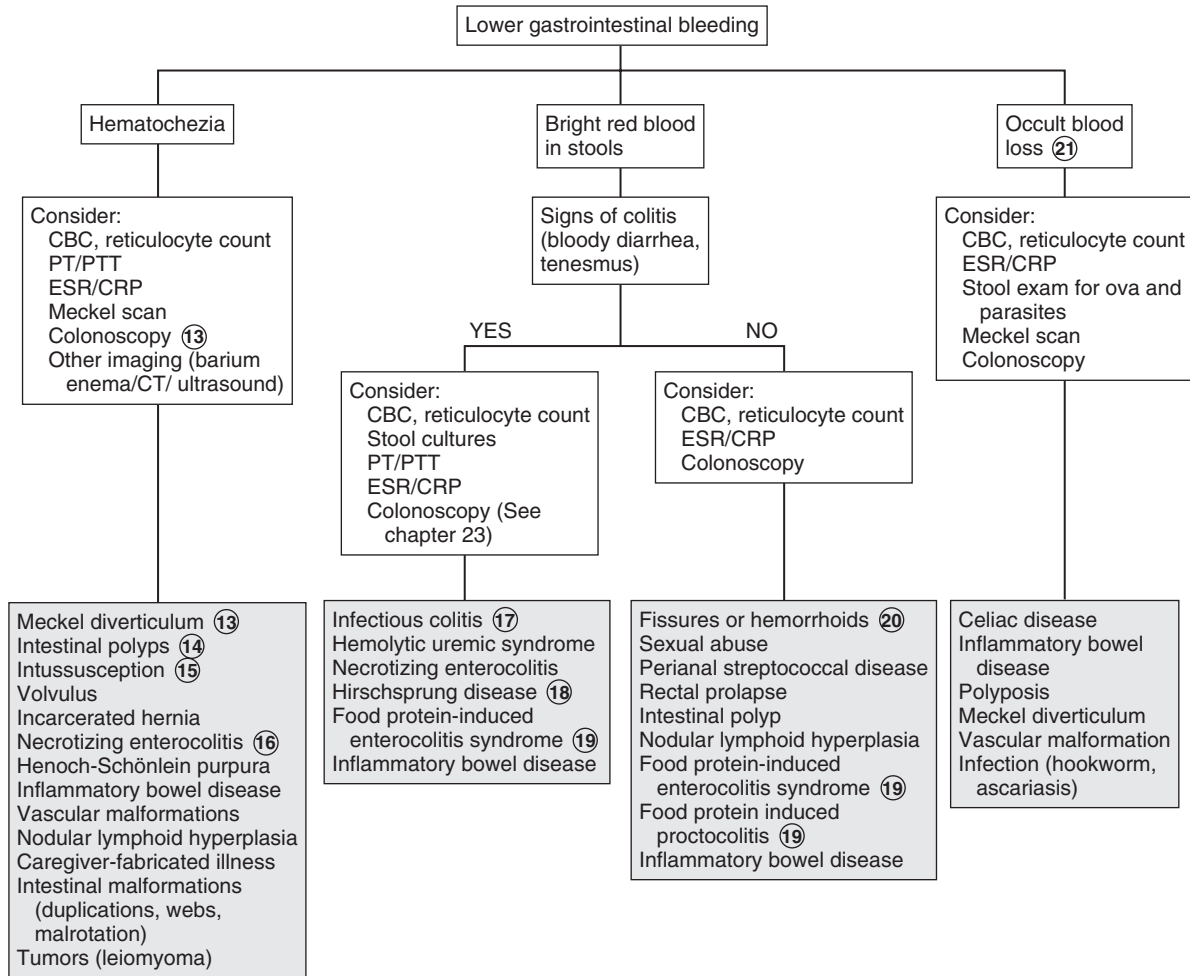 Lower gastrointestinal bleeding
Hematochezia
Consider:
CBC, reticulocyte count
PT/PTT
ESR/CRP
Meckel scan
Colonoscopy 13
Other imaging (barium
enema/CT/ ultrasound)
Meckel diverticulum 13
Intestinal polyps 14
Intussusception 15
Volvulus
Incarcerated hernia
Necrotizing enterocolitis 16
Henoch-Schönlein purpura
Inflammatory bowel disease
Vascular malformations
Nodular lymphoid hyperplasia
Caregiver-fabricated illness
Intestinal malformations
(duplications, webs,
malrotation)
Tumors (leiomyoma)
Bright red blood
in stools
Signs of colitis
(bloody diarrhea,
tenesmus)
YES
Consider:
CBC, reticulocyte count
Stool cultures
PT/PTT
ESR/CRP
Colonoscopy (See
chapter 23)
Infectious colitis 17
Hemolytic uremic syndrome
Necrotizing enterocolitis
Hirschsprung disease 18
Food protein-induced
enterocolitis syndrome 19
Inflammatory bowel disease
NO
Consider:
CBC, reticulocyte count
ESR/CRP
Colonoscopy
Fissures or hemorrhoids 20
Sexual abuse
Perianal streptococcal disease
Rectal prolapse
Intestinal polyp
Nodular lymphoid hyperplasia
Food protein-induced
enterocolitis syndrome 19
Food protein induced
proctocolitis 19
Inflammatory bowel disease
Occult blood
loss 21
Consider:
CBC, reticulocyte count
ESR/CRP
Stool exam for ova and
parasites
Meckel scan
Colonoscopy
Celiac disease
Inflammatory bowel
disease
Polyposis
Meckel diverticulum
Vascular malformation
Infection (hookworm,
ascariasis)